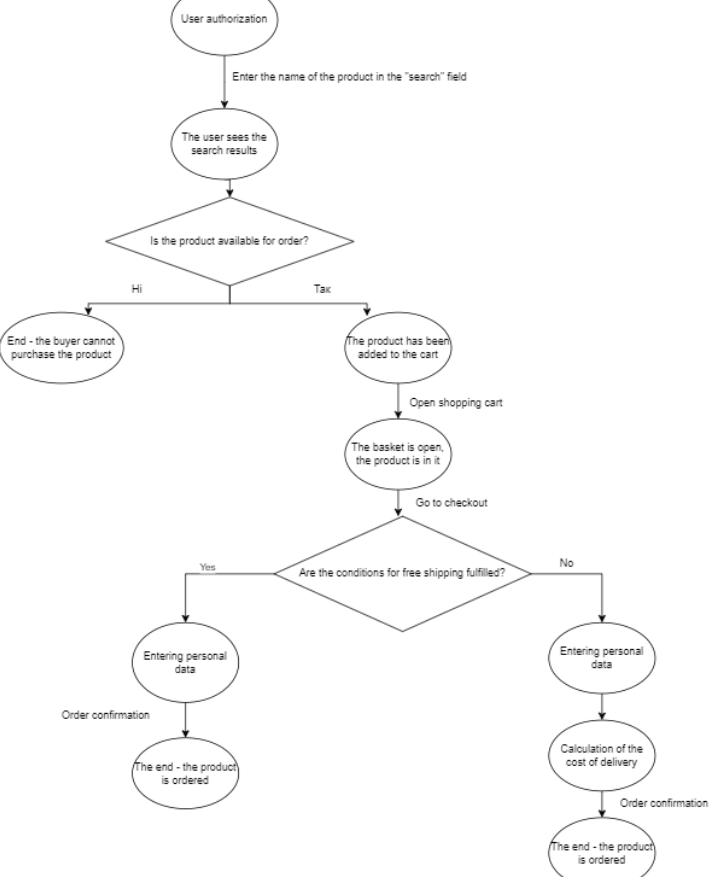 User authorization
Enter the name of the product in the "search" field
The user sees the
search results
Is the product available for order?
Hi
Так
End - the buyer cannot
purchase the product
The product has been
added to the cart
Open shopping cart
The basket is open,
the product is in it
Go to checkout
Are the conditions for free shipping fulfilled?
Yes
No
Entering personal
data
Entering personal
data
Order confirmation
Calculation of the
cost of delivery
The end - the product
is ordered
Order confirmation
The end - the product
is ordered